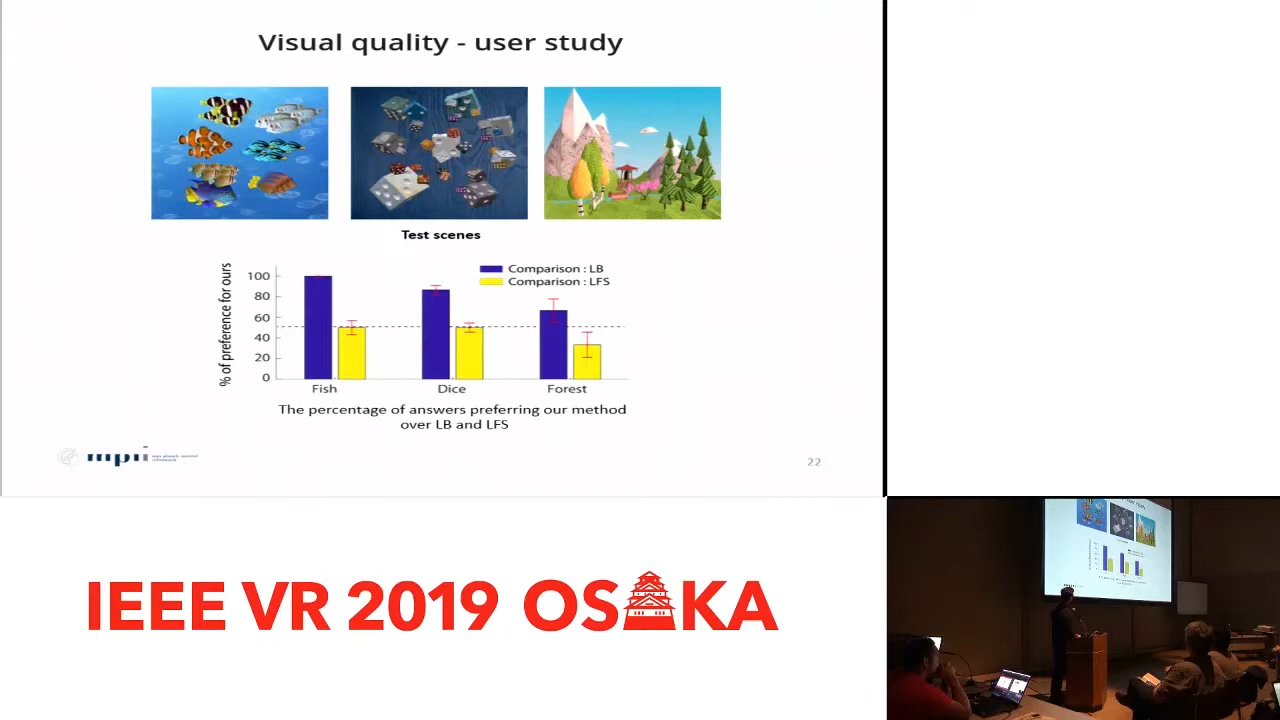 Visual quality - user study
Test scenes
% of preference for ours
100
80
60
40
20
0
Comparison : LB
Comparison : LFS
Fish
Dice
Forest
The percentage of answers preferring our method
over LB and LFS
mpii
22
IEEE VR 2019 OSAKA